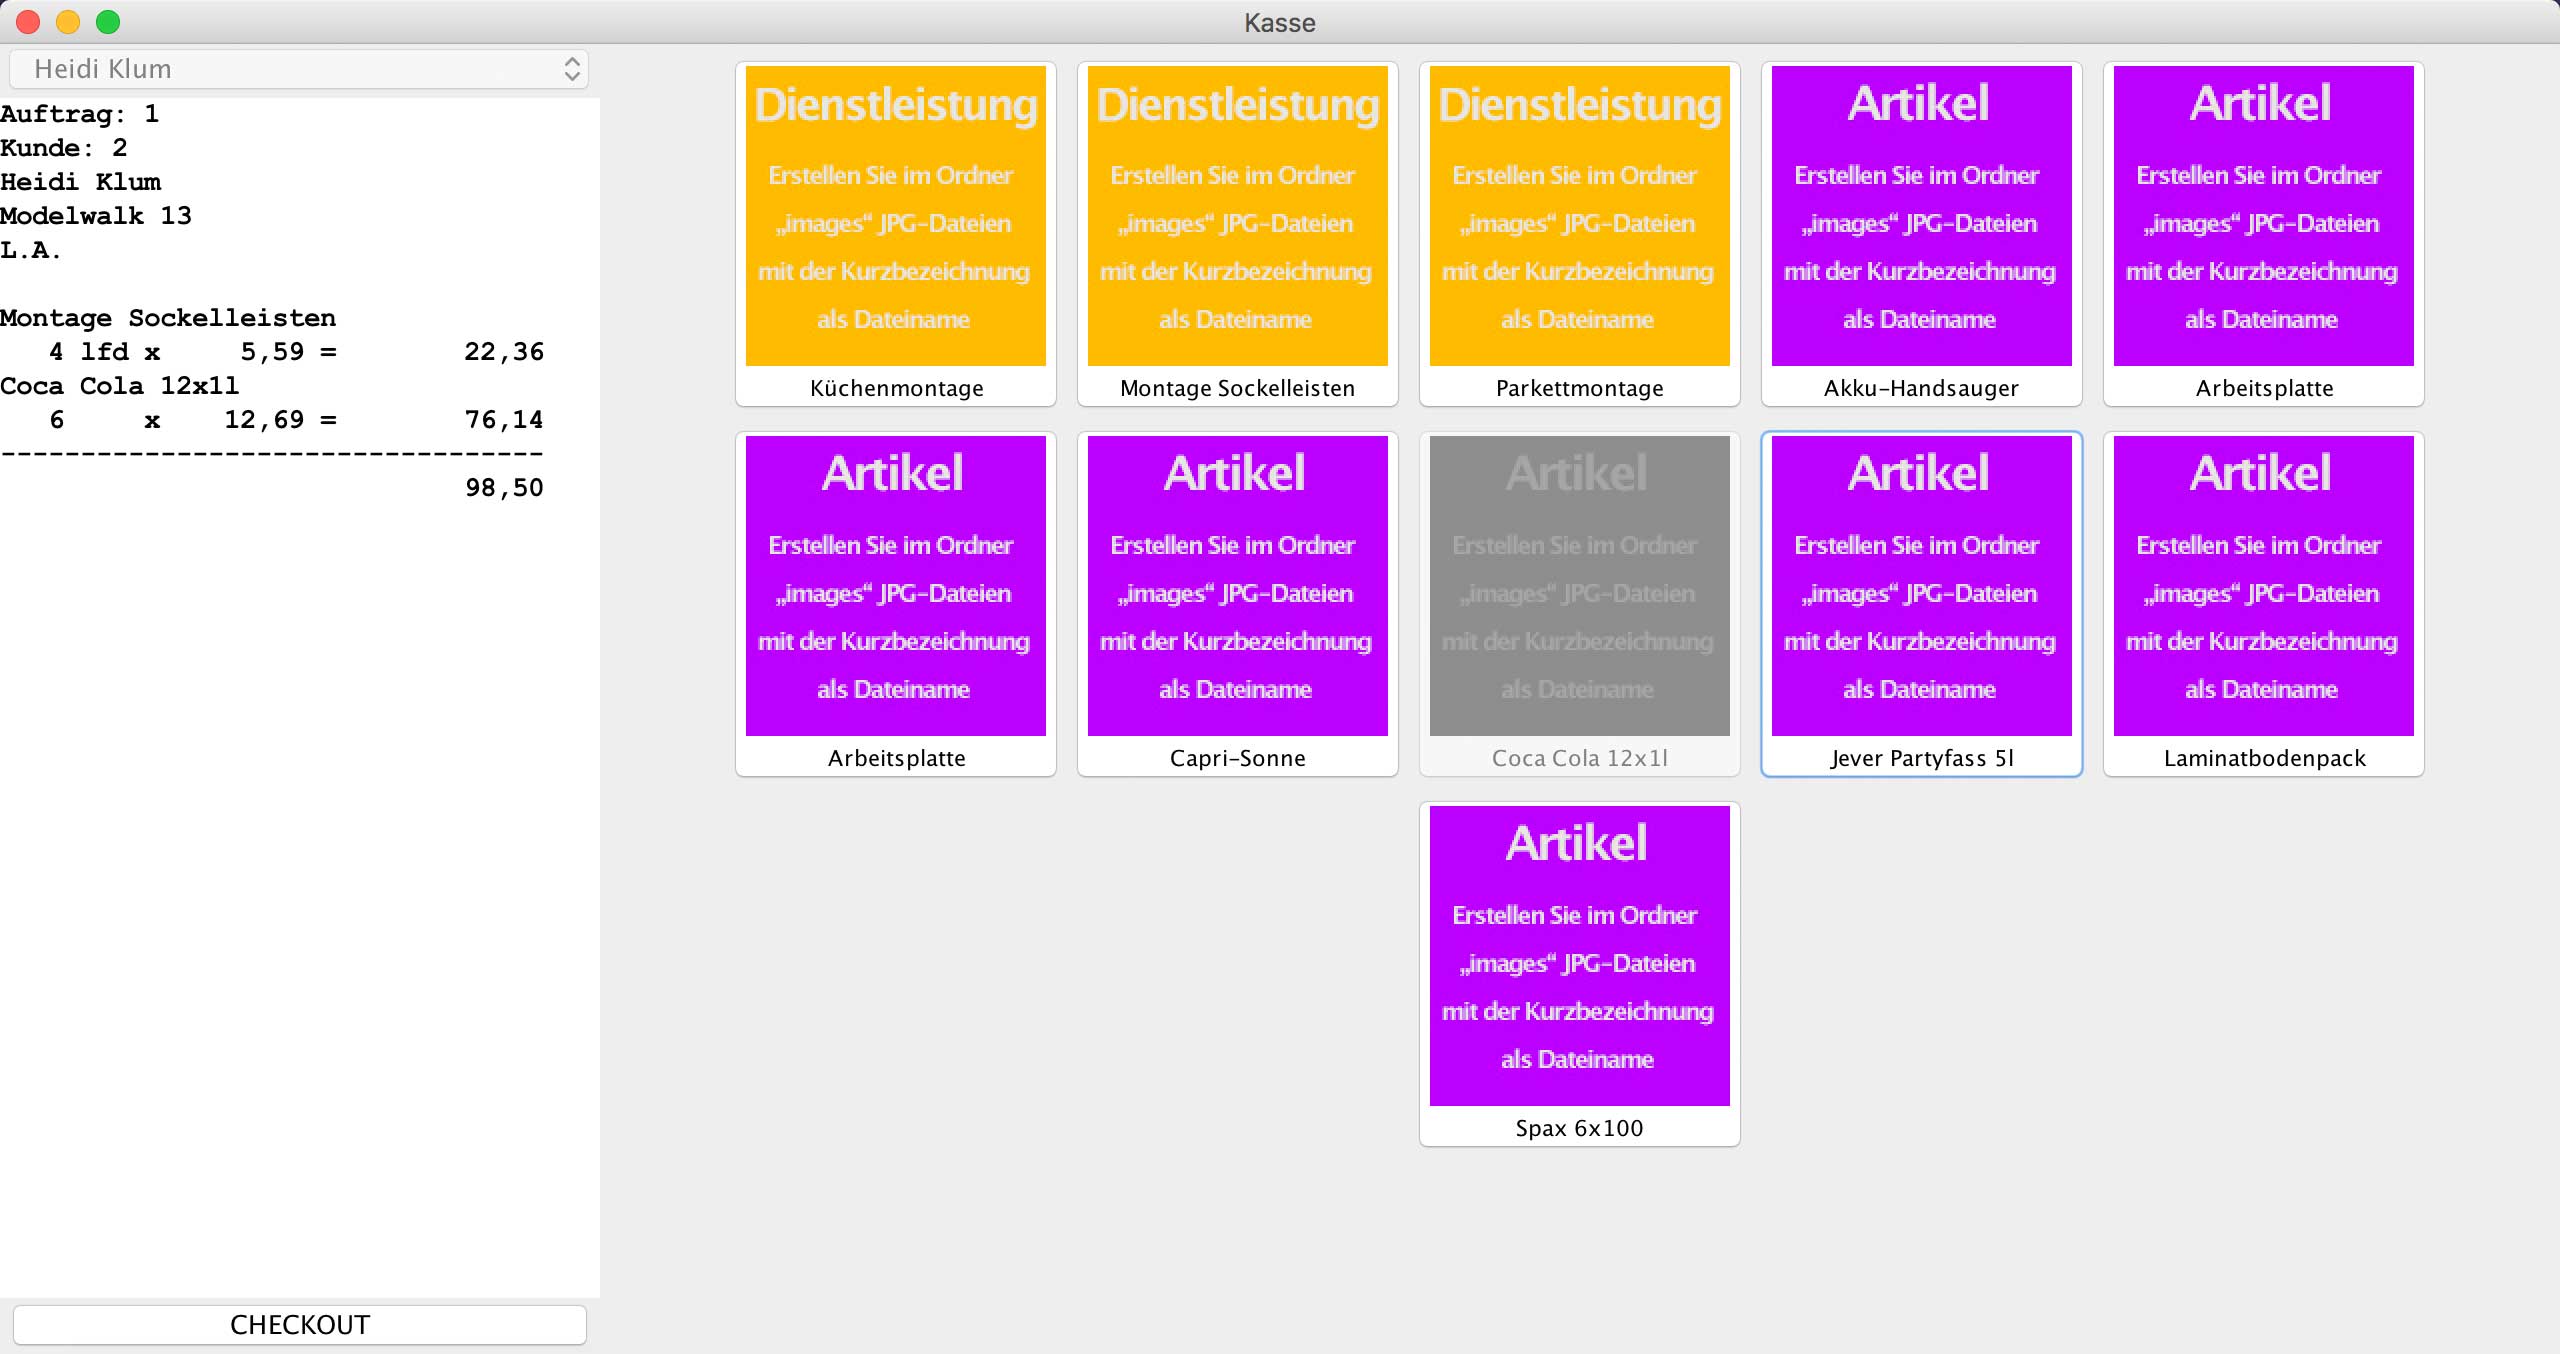 Kasse
Heidi Klum
Auftrag: 1
Kunde: 2
Heidi Klum
Modelwalk 13
L.A.
Montage Sockelleisten
4 lfd x 5,59 = 22,36
Coca Cola 12x1l
6 x 12,69 = 76,14
----------------------------------
98,50
CHECKOUT
Dienstleistung
Erstellen Sie im Ordner
„images“ JPG-Dateien
mit der Kurzbezeichnung
als Dateiname
Küchenmontage
Dienstleistung
Erstellen Sie im Ordner
„images“ JPG-Dateien
mit der Kurzbezeichnung
als Dateiname
Montage Sockelleisten
Dienstleistung
Erstellen Sie im Ordner
„images“ JPG-Dateien
mit der Kurzbezeichnung
als Dateiname
Parkettmontage
Artikel
Erstellen Sie im Ordner
„images“ JPG-Dateien
mit der Kurzbezeichnung
als Dateiname
Akku-Handsauger
Artikel
Erstellen Sie im Ordner
„images“ JPG-Dateien
mit der Kurzbezeichnung
als Dateiname
Arbeitsplatte
Artikel
Erstellen Sie im Ordner
„images“ JPG-Dateien
mit der Kurzbezeichnung
als Dateiname
Arbeitsplatte
Artikel
Erstellen Sie im Ordner
„images“ JPG-Dateien
mit der Kurzbezeichnung
als Dateiname
Capri-Sonne
Artikel
Erstellen Sie im Ordner
„images“ JPG-Dateien
mit der Kurzbezeichnung
als Dateiname
Coca Cola 12x1l
Artikel
Erstellen Sie im Ordner
„images“ JPG-Dateien
mit der Kurzbezeichnung
als Dateiname
Jever Partyfass 5l
Artikel
Erstellen Sie im Ordner
„images“ JPG-Dateien
mit der Kurzbezeichnung
als Dateiname
Laminatbodenpack
Artikel
Erstellen Sie im Ordner
„images“ JPG-Dateien
mit der Kurzbezeichnung
als Dateiname
Spax 6x100